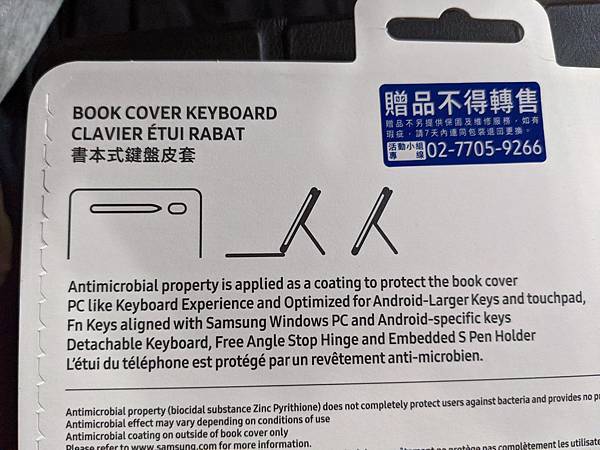 BOOK COVER KEYBOARD
CLAVIER ÉTUI RABAT
書本式鍵盤皮套
贈品不得轉售
贈品不另提供保固及維修服務，如有
瑕疵，請7天內連同包裝退回更換。
活動小組
專線 02-7705-9266
Antimicrobial property is applied as a coating to protect the book cover
PC like Keyboard Experience and Optimized for Android-Larger Keys and touchpad,
Fn Keys aligned with Samsung Windows PC and Android-specific keys
Detachable Keyboard, Free Angle Stop Hinge and Embedded S Pen Holder
L'étui du téléphone est protégé par un revêtement anti-microbien.
Antimicrobial property (biocidal substance Zinc Pyrithione) does not completely protect users against bacteria and provides no
Antimicrobial effect may vary depending on conditions of use
Antimicrobial coating on outside of book cover only
Please refer to www.samsung.com for more information.
ne protège pas complètement les